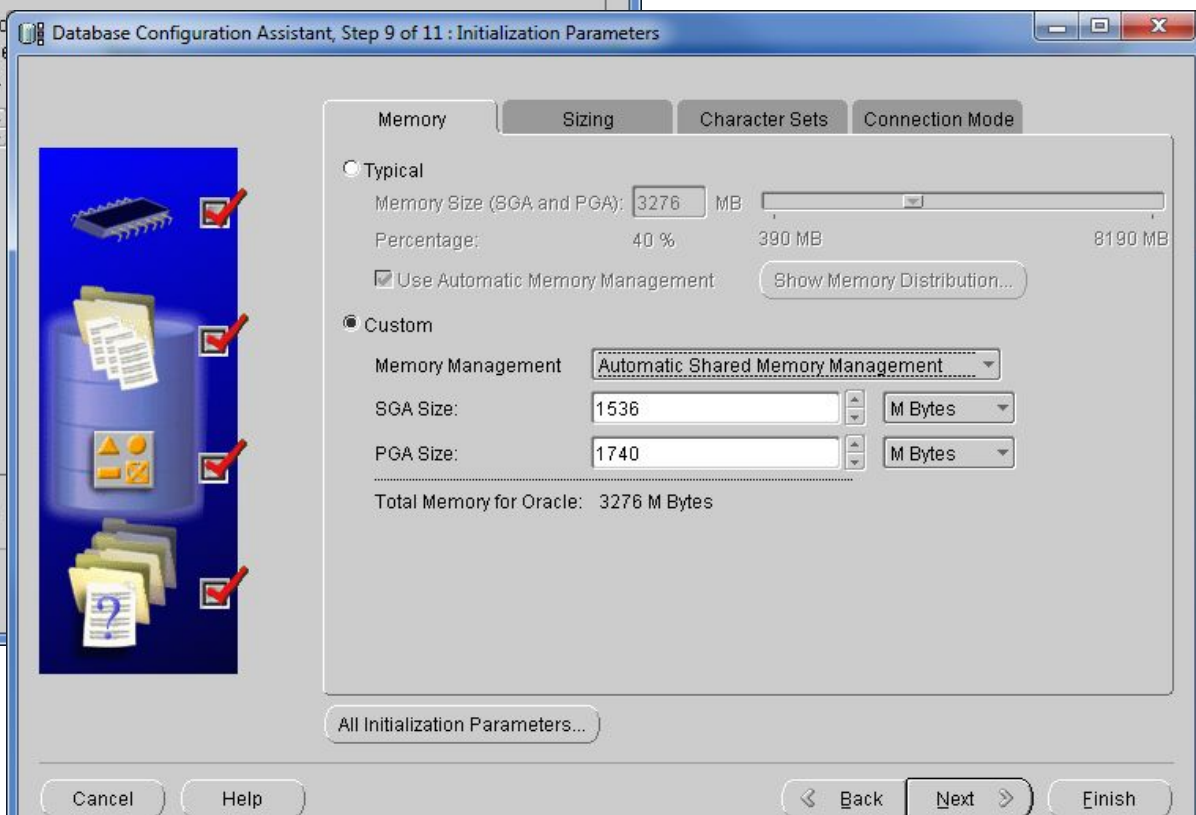 Database Configuration Assistant, Step 9 of 11 : Initialization Parameters
Memory Sizing Character Sets Connection Mode
Typical
Memory Size (SGA and PGA): 3276 MB
Percentage: 40 % 390 MB 8190 MB
Use Automatic Memory Management Show Memory Distribution...
Custom
Memory Management Automatic Shared Memory Management
SGA Size: 1536 M Bytes
PGA Size: 1740 M Bytes
Total Memory for Oracle: 3276 M Bytes
?
All Initialization Parameters...
Cancel Help Back Next Finish